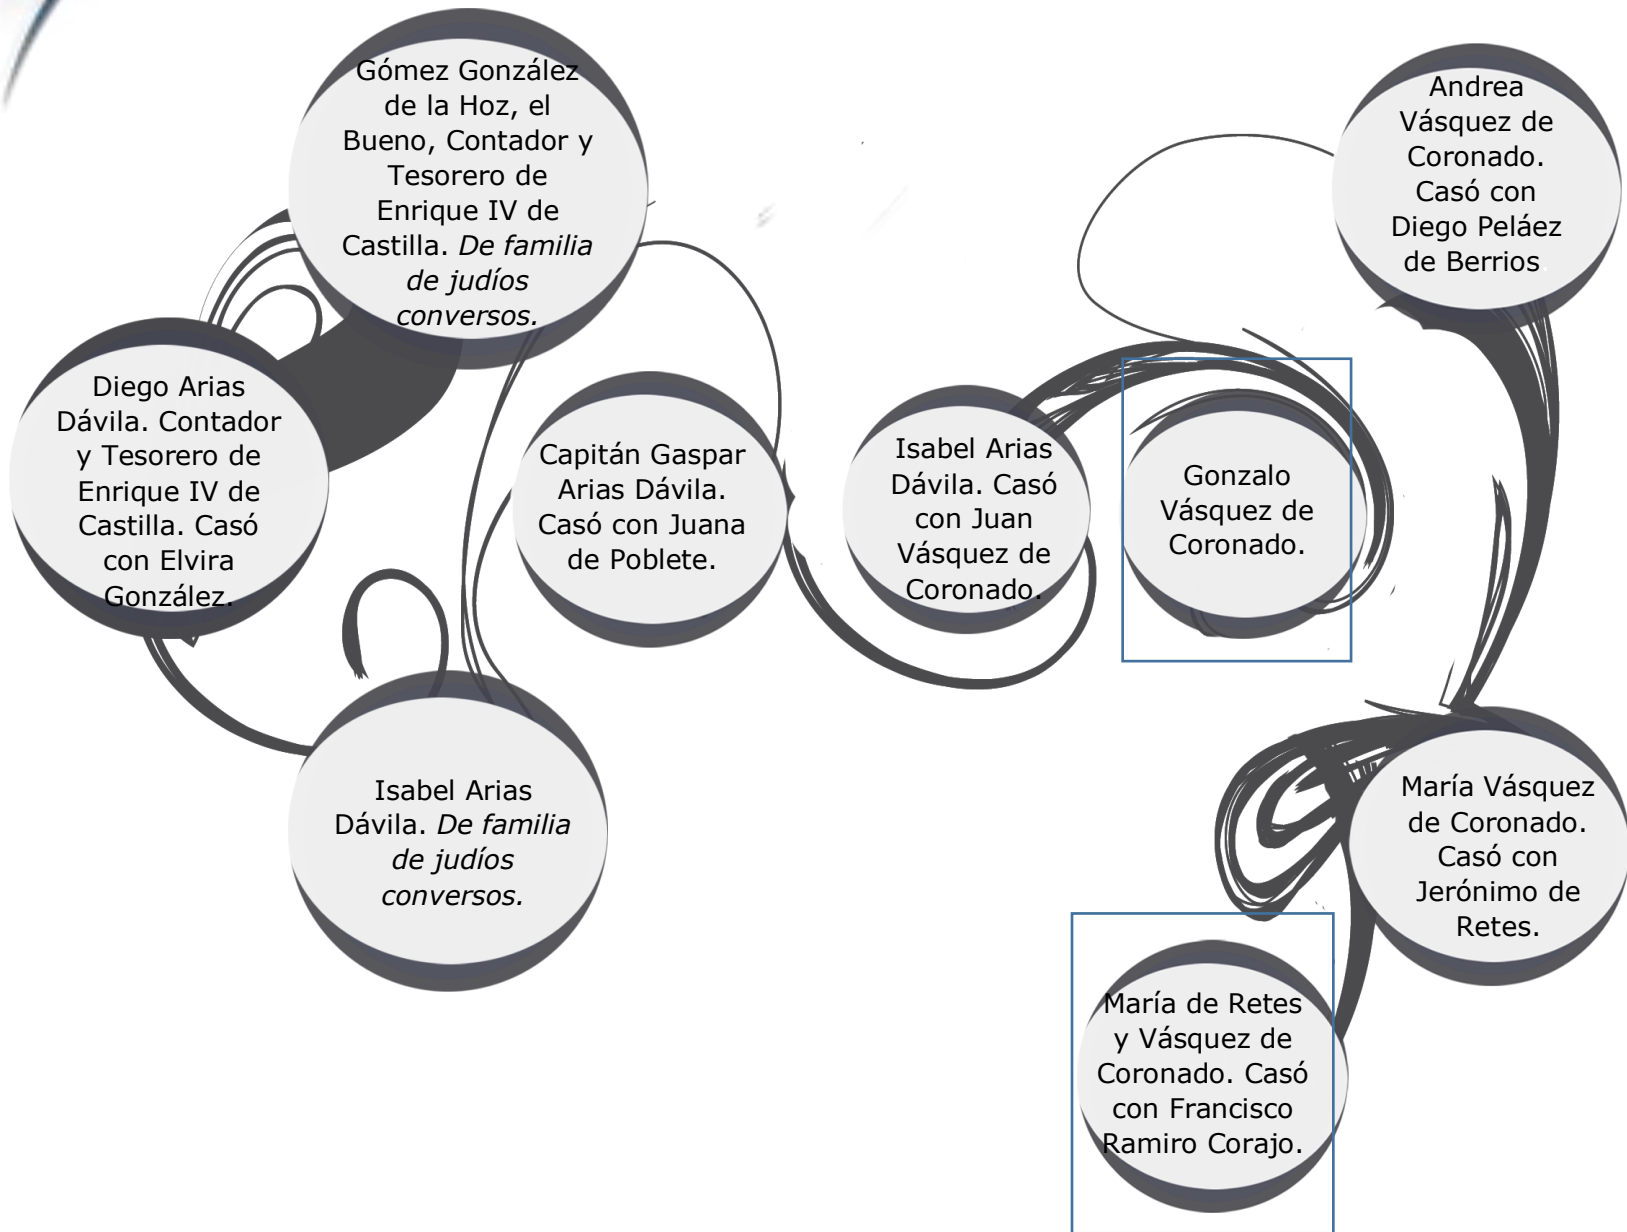 Gómez González
de la Hoz, el
Bueno, Contador y
Tesorero de
Enrique IV de
Castilla. De familia
de judíos
conversos.
Diego Arias
Dávila. Contador
y Tesorero de
Enrique IV de
Castilla. Casó
con Elvira
González.
Isabel Arias
Dávila. De familia
de judíos
conversos.
Capitán Gaspar
Arias Dávila.
Casó con Juana
de Poblete.
Isabel Arias
Dávila. Casó
con Juan
Vásquez de
Coronado.
Gonzalo
Vásquez de
Coronado.
Andrea
Vásquez de
Coronado.
Casó con
Diego Peláez
de Berrios.
María Vásquez
de Coronado.
Casó con
Jerónimo de
Retes.
María de Retes
y Vásquez de
Coronado. Casó
con Francisco
Ramiro Corajo.